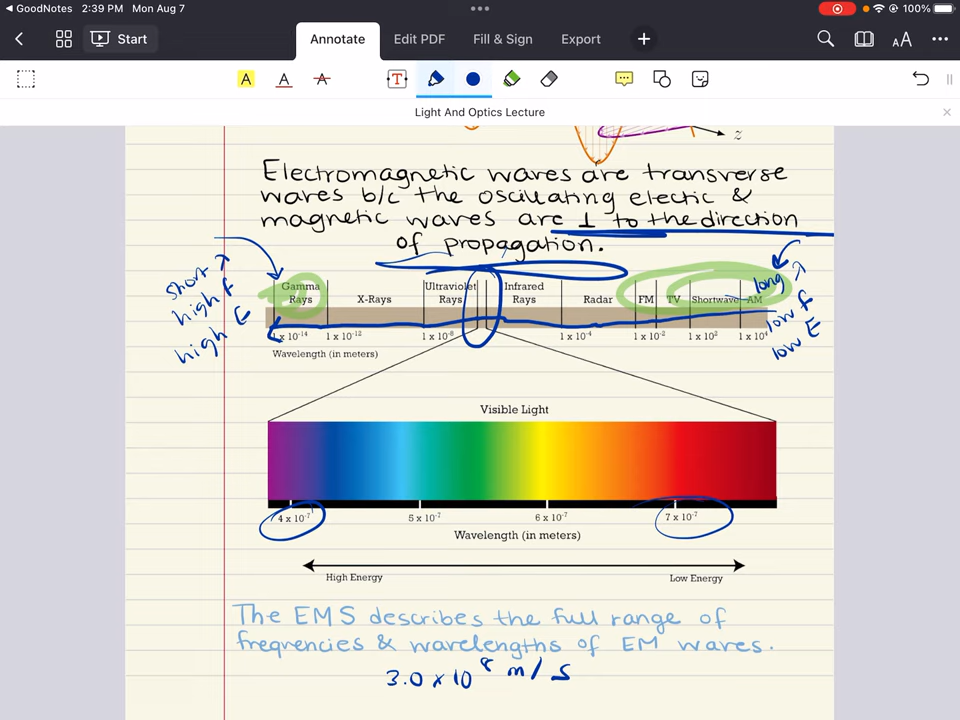 GoodNotes 2:39 PM Mon Aug 7 100%
Start Annotate Edit PDF Fill & Sign Export
A A A T
Light And Optics Lecture
z
Electromagnetic waves are transverse
waves b/c the oscillating electic &
magnetic waves are ⊥ to the direction
of propagation.
short
high f
high E
long
low f
low E
Gamma Rays X-Rays Ultraviolet Rays Infrared Rays Radar FM TV Shortwave AM
1 x 10-14 1 x 10-12 1 x 10-8 1 x 10-4 1 x 10-2 1 x 102 1 x 104
Wavelength (in meters)
Visible Light
4 x 10-7 5 x 10-7 6 x 10-7 7 x 10-7
Wavelength (in meters)
High Energy Low Energy
The EMS describes the full range of
frequencies & wavelengths of EM waves.
3.0 x 10 8 m/s